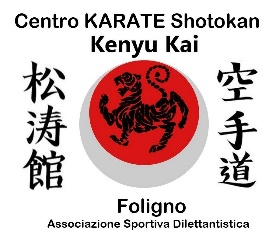 Centro KARATE Shotokan
Kenyu Kai
松涛館
空手道
Foligno
Associazione Sportiva Dilettantistica